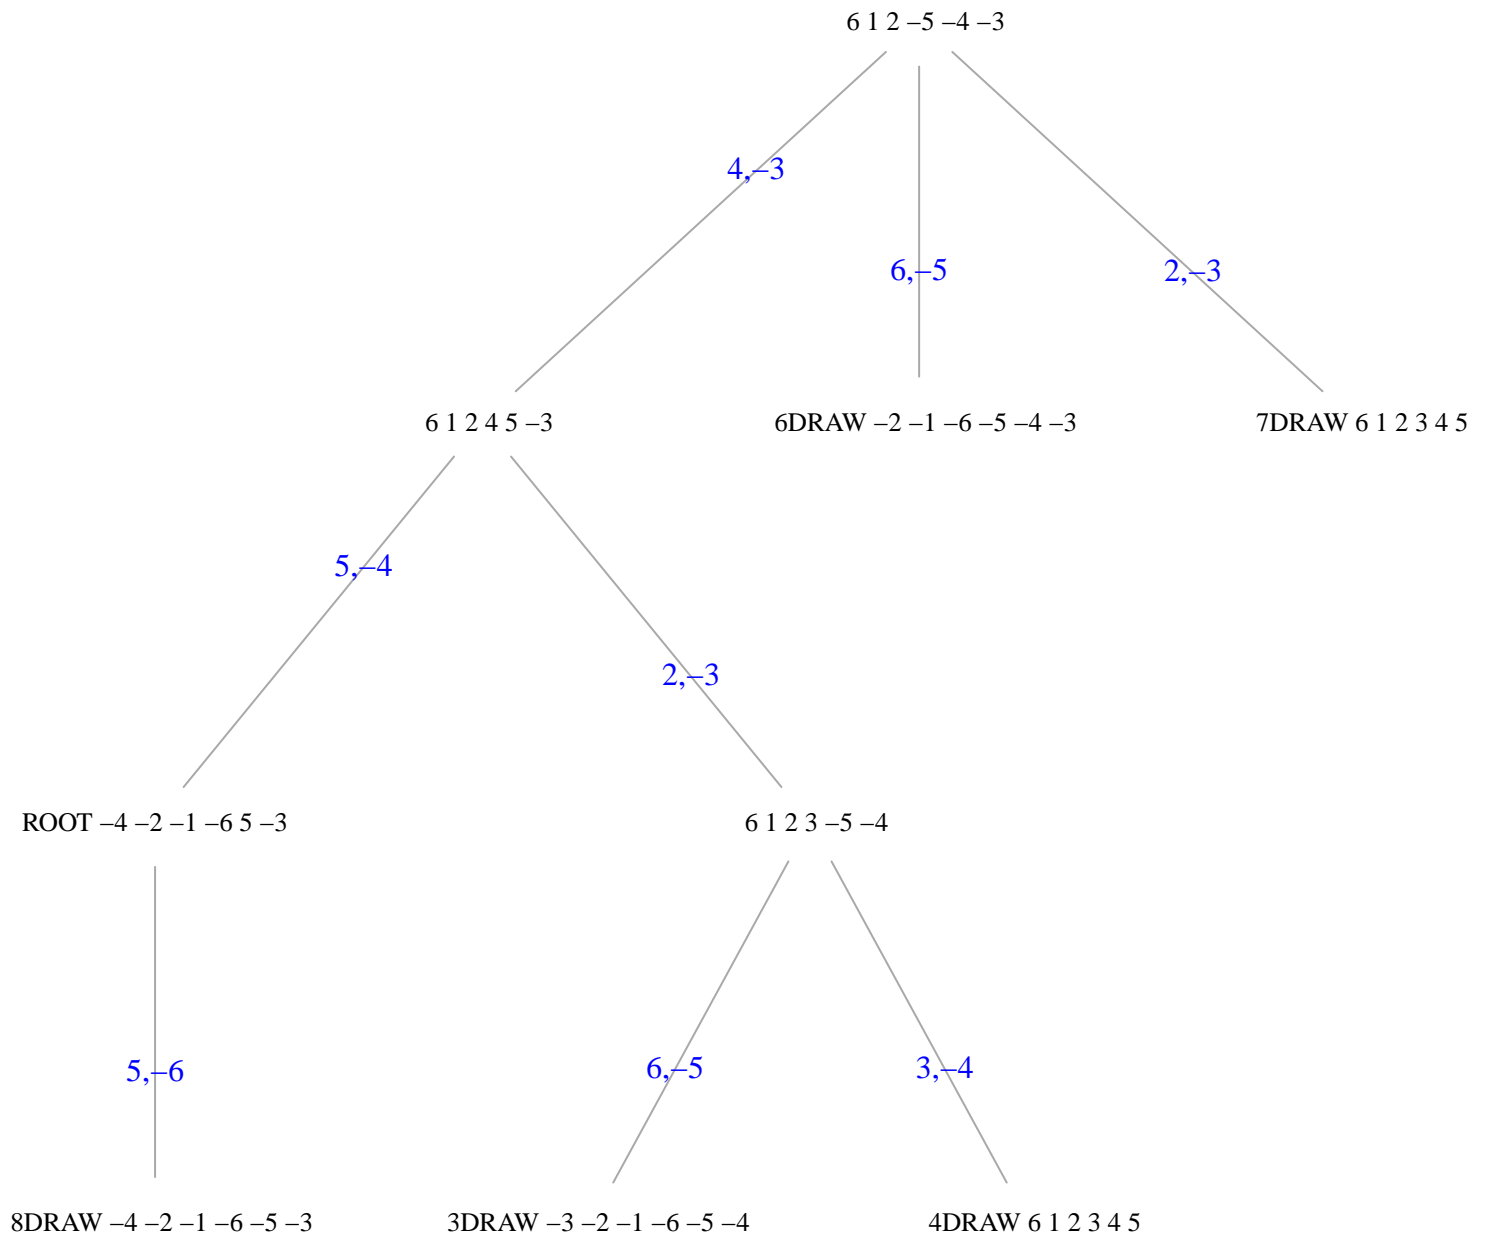 6 1 2 –5 –4 –3
4,–3
6,–5
2,–3
6 1 2 4 5 –3
6DRAW –2 –1 –6 –5 –4 –3
7DRAW 6 1 2 3 4 5
5,–4
2,–3
ROOT –4 –2 –1 –6 5 –3
6 1 2 3 –5 –4
5,–6
6,–5
3,–4
8DRAW –4 –2 –1 –6 –5 –3
3DRAW –3 –2 –1 –6 –5 –4
4DRAW 6 1 2 3 4 5